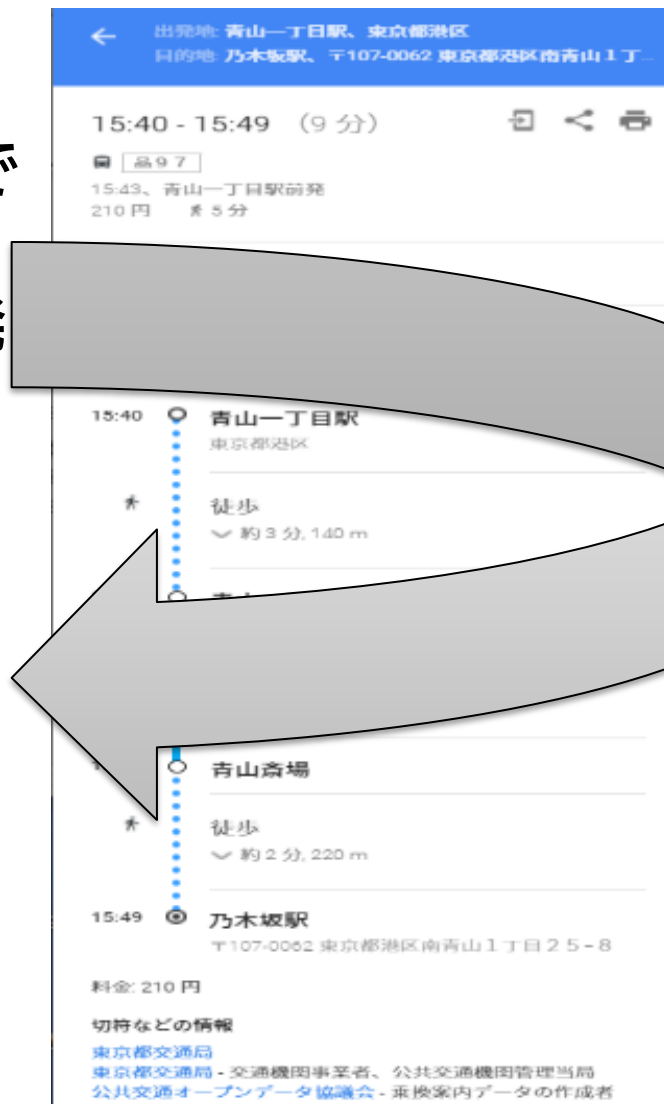 出発地: 青山一丁目駅、東京都港区
目的地: 乃木坂駅、〒107-0062 東京都港区南青山１丁...
15:40 - 15:49 (9 分)
で
品９７
15:43、青山一丁目駅前発
210 円 5 分
15:40 青山一丁目駅
東京都港区
徒歩
約 3 分, 140 m
青山斎場
徒歩
約 2 分, 220 m
15:49 乃木坂駅
〒107-0062 東京都港区南青山１丁目２５−８
料金: 210 円
切符などの情報
東京都交通局
東京都交通局 - 交通機関事業者、公共交通機関管理当局
公共交通オープンデータ協議会 - 乗換案内データの作成者